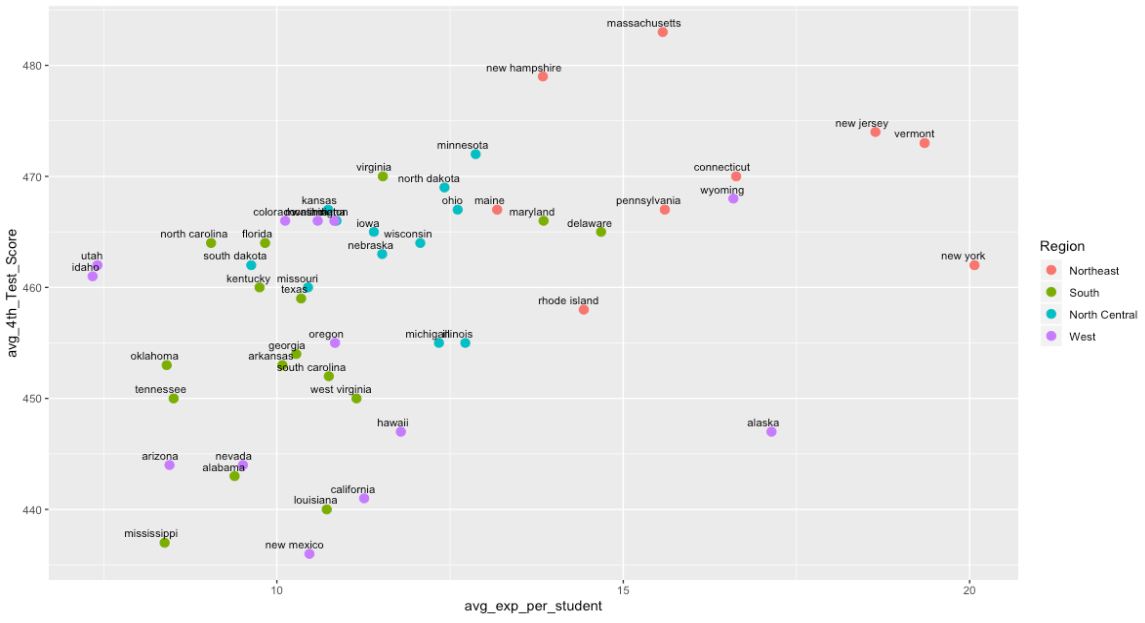 massachusetts
480
new hampshire
new jersey
vermont
minnesota
470
virginia
connecticut
north dakota
wyoming
kansas
ohio
maine
pennsylvania
maryland
iowa
delaware
north carolina
florida
wisconsin
nebraska
utah
south dakota
new york
idaho
kentucky
missouri
460
texas
rhode island
oregon
michigan
illinois
georgia
oklahoma
arkansas
south carolina
tennessee
west virginia
450
hawaii
alaska
arizona
nevada
alabama
california
louisiana
440
mississippi
new mexico
10
15
20
avg_exp_per_student
avg_4th_Test_Score
Region
Northeast
South
North Central
West